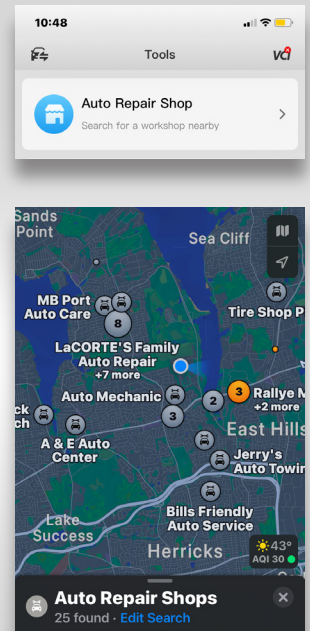 10:48
Tools
VCI
Auto Repair Shop
Search for a workshop nearby
Sands
Point
Sea Cliff
MB Port
Auto Care
8
Tire Shop P
LaCORTE'S Family
Auto Repair
+7 more
Auto Mechanic
3
2
3
Rallye M
+2 more
ck
ch
A & E Auto
Center
East Hills
Jerry's
Auto Towin
Bills Friendly
Auto Service
Lake
Success
Herricks
43°
AQI 30
Auto Repair Shops
25 found · Edit Search